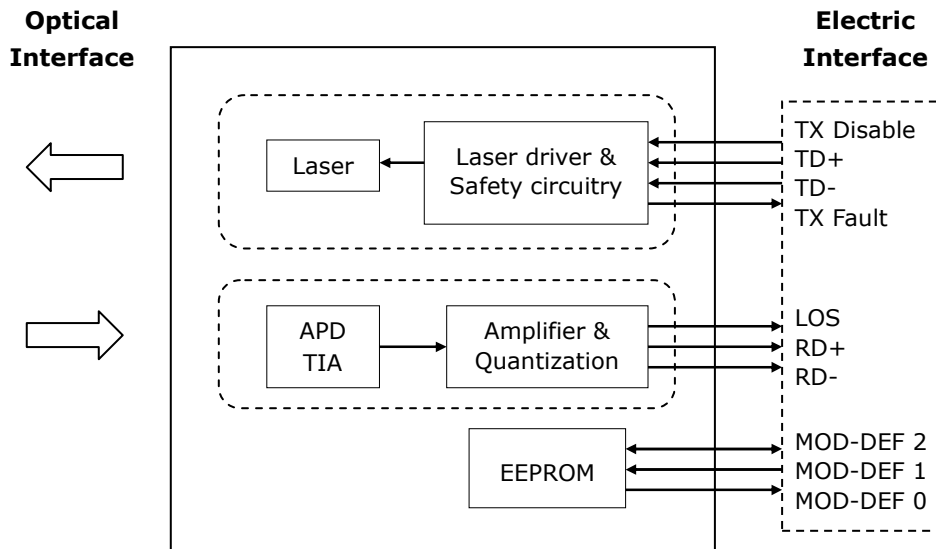 Optical
Interface
Electric
Interface
Laser
Laser driver &
Safety circuitry
TX Disable
TD+
TD-
TX Fault
APD
TIA
Amplifier &
Quantization
LOS
RD+
RD-
EEPROM
MOD-DEF 2
MOD-DEF 1
MOD-DEF 0